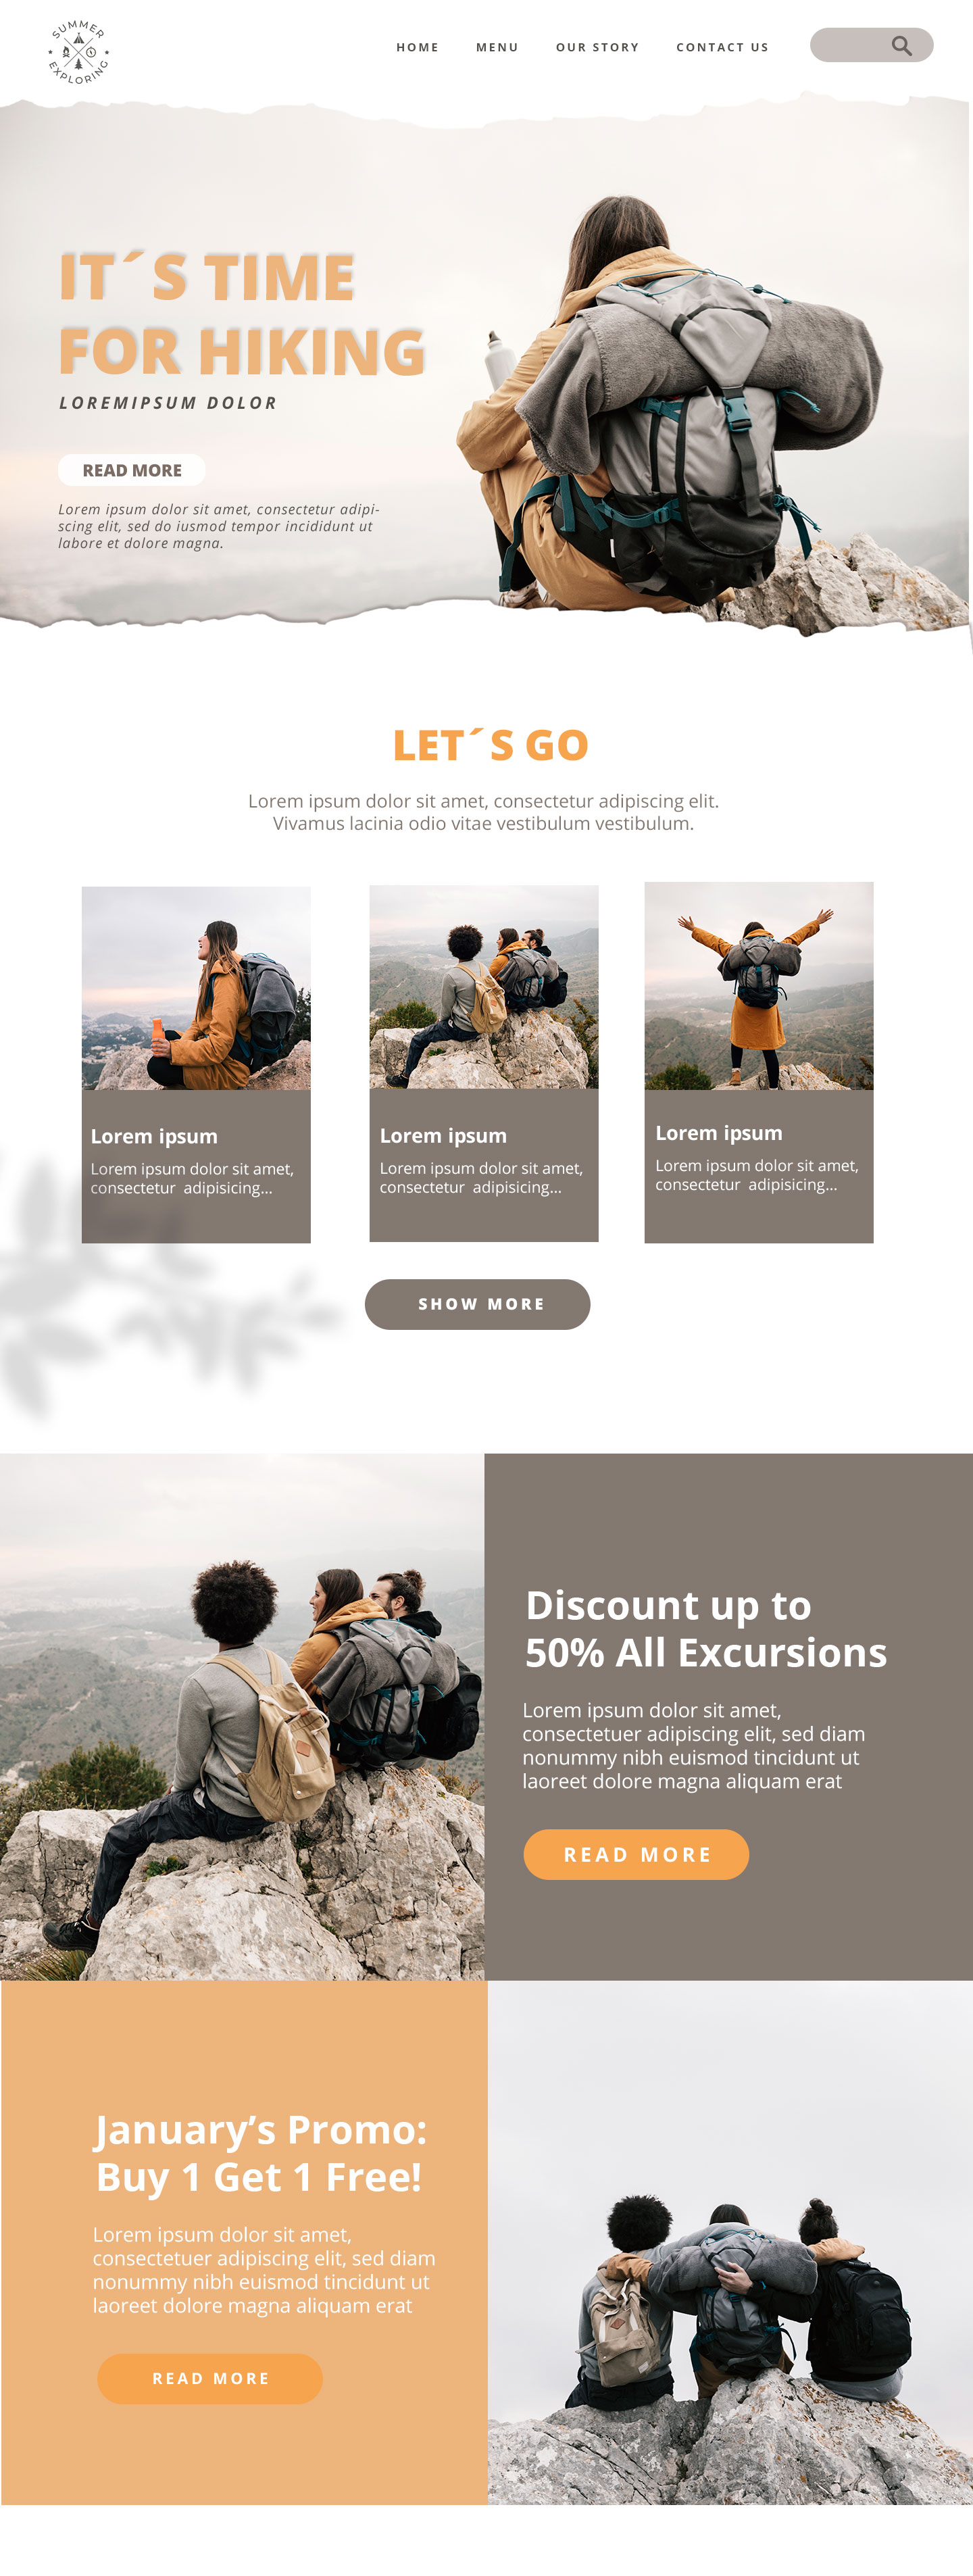 SUMMER
EXPLORING
HOME MENU OUR STORY CONTACT US
IT´S TIME
FOR HIKING
LOREMIPSUM DOLOR
READ MORE
Lorem ipsum dolor sit amet, consectetur adipi-
scing elit, sed do iusmod tempor incididunt ut
labore et dolore magna.
LET´S GO
Lorem ipsum dolor sit amet, consectetur adipiscing elit.
Vivamus lacinia odio vitae vestibulum vestibulum.
Lorem ipsum
Lorem ipsum dolor sit amet,
consectetur adipisicing...
Lorem ipsum
Lorem ipsum dolor sit amet,
consectetur adipisicing...
Lorem ipsum
Lorem ipsum dolor sit amet,
consectetur adipisicing...
SHOW MORE
Discount up to
50% All Excursions
Lorem ipsum dolor sit amet,
consectetuer adipiscing elit, sed diam
nonummy nibh euismod tincidunt ut
laoreet dolore magna aliquam erat
READ MORE
January’s Promo:
Buy 1 Get 1 Free!
Lorem ipsum dolor sit amet,
consectetuer adipiscing elit, sed diam
nonummy nibh euismod tincidunt ut
laoreet dolore magna aliquam erat
READ MORE